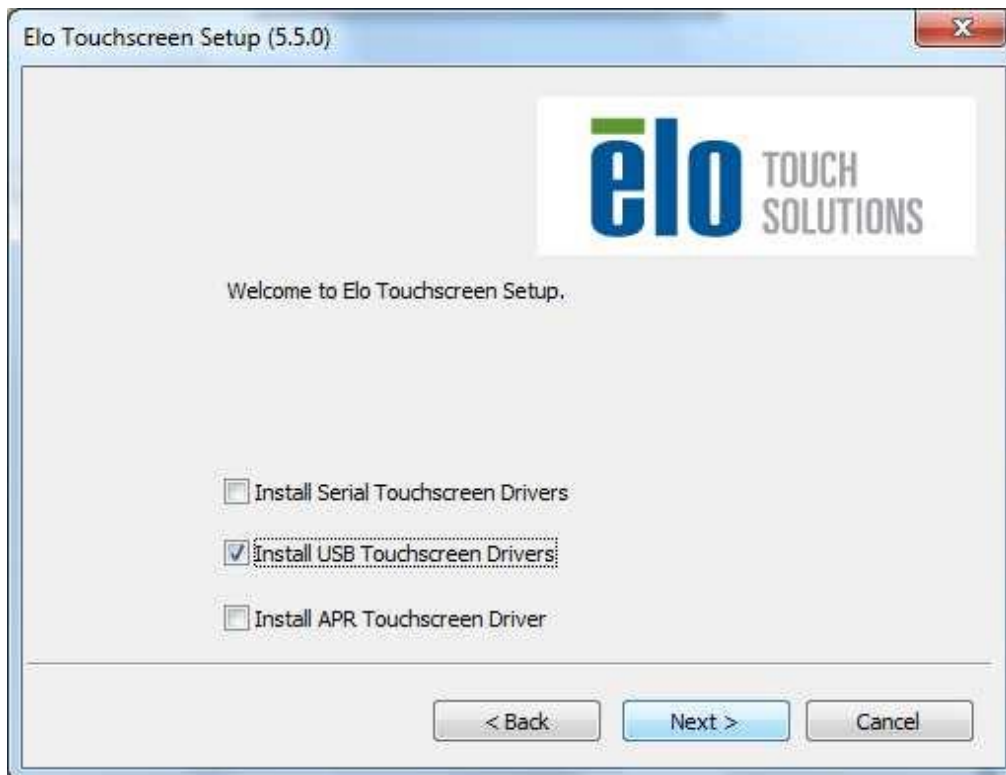 Elo Touchscreen Setup (5.5.0)
elo TOUCH
SOLUTIONS
Welcome to Elo Touchscreen Setup.
Install Serial Touchscreen Drivers
Install USB Touchscreen Drivers
Install APR Touchscreen Driver
< Back Next > Cancel